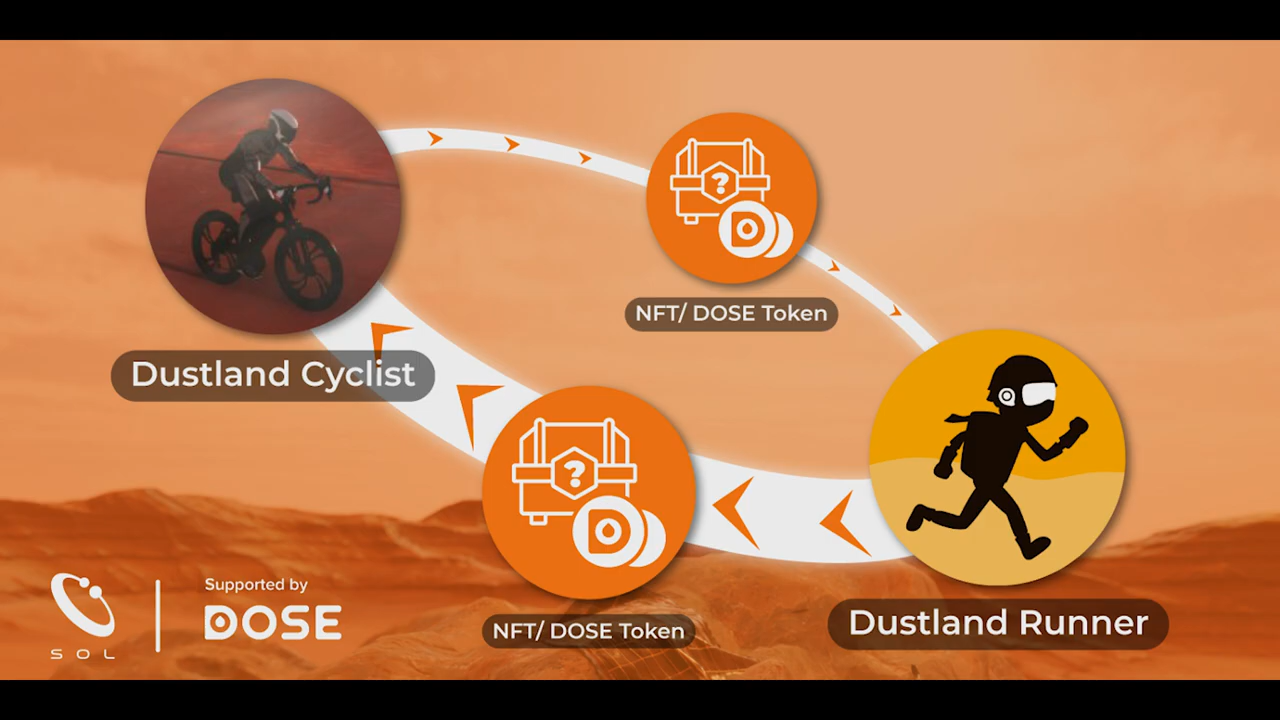 NFT/ DOSE Token
Dustland Cyclist
NFT/ DOSE Token
Dustland Runner
SOL
Supported by
DOSE